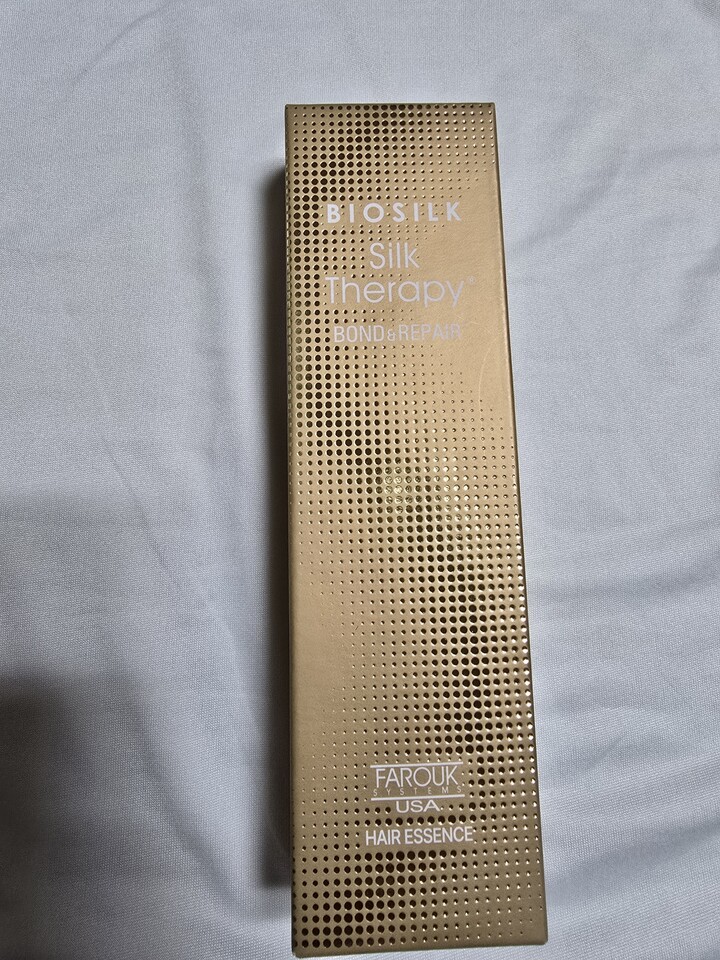 BIOSILK
Silk
Therapy
BOND & REPAIR
FAROUK
SYSTEMS
USA
HAIR ESSENCE